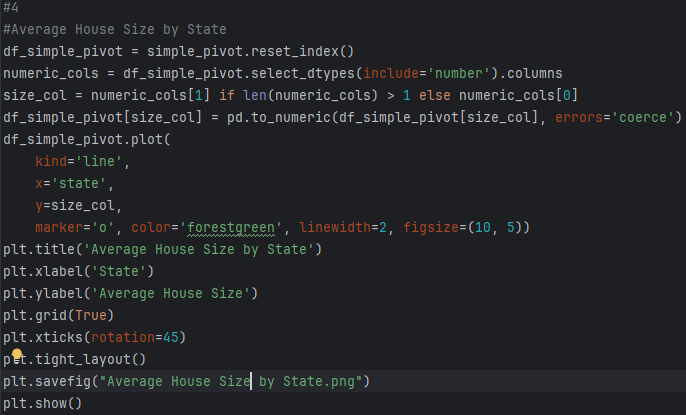 #4
#Average House Size by State
df_simple_pivot = simple_pivot.reset_index()
numeric_cols = df_simple_pivot.select_dtypes(include='number').columns
size_col = numeric_cols[1] if len(numeric_cols) > 1 else numeric_cols[0]
df_simple_pivot[size_col] = pd.to_numeric(df_simple_pivot[size_col], errors='coerce')
df_simple_pivot.plot(
    kind='line',
    x='state',
    y=size_col,
    marker='o', color='forestgreen', linewidth=2, figsize=(10, 5))
plt.title('Average House Size by State')
plt.xlabel('State')
plt.ylabel('Average House Size')
plt.grid(True)
plt.xticks(rotation=45)
plt.tight_layout()
plt.savefig("Average House Size by State.png")
plt.show()